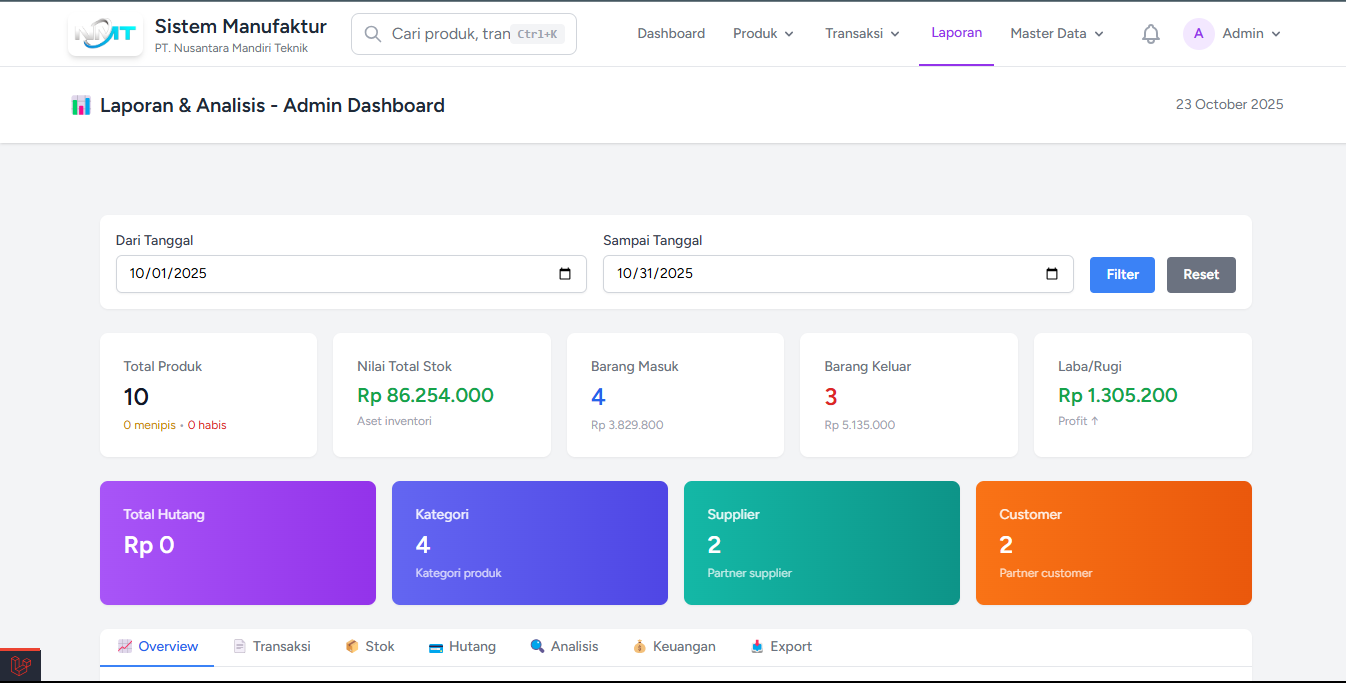 NMT
Sistem Manufaktur
PT. Nusantara Mandiri Teknik
Cari produk, tran Ctrl+K
Dashboard Produk Transaksi Laporan Master Data A Admin
Laporan & Analisis - Admin Dashboard
23 October 2025
Dari Tanggal
10/01/2025
Sampai Tanggal
10/31/2025
Filter Reset
Total Produk
10
0 menipis • 0 habis
Nilai Total Stok
Rp 86.254.000
Aset inventori
Barang Masuk
4
Rp 3.829.800
Barang Keluar
3
Rp 5.135.000
Laba/Rugi
Rp 1.305.200
Profit ↑
Total Hutang
Rp 0
Kategori
4
Kategori produk
Supplier
2
Partner supplier
Customer
2
Partner customer
Overview Transaksi Stok Hutang Analisis Keuangan Export